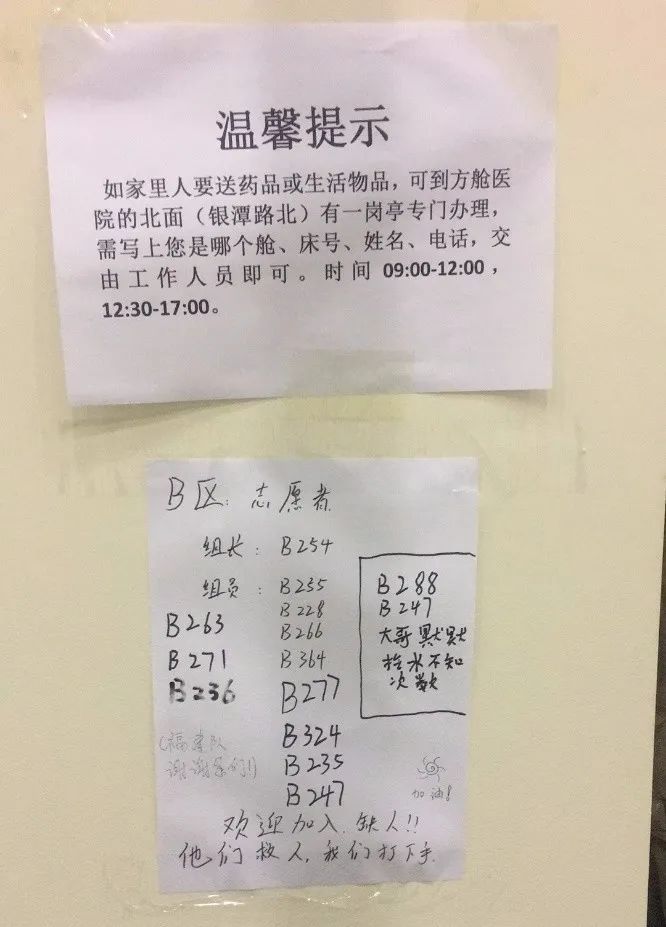 温馨提示
如家里人要送药品或生活物品，可到方舱医
院的北面（银潭路北）有一岗亭专门办理，
需写上您是哪个舱、床号、姓名、电话，交
由工作人员即可。时间 09:00-12:00，
12:30-17:00。
B区：志愿者
组长：B254
组员：B255
B228
B263 B266
B271 B364
B236 B277
B324
B235
B247
B288
B247
大哥默默
拎水不知
次数
（福建队
谢谢你们！）
加油！
欢迎加入 缺人!!
他们救人，我们打下手.